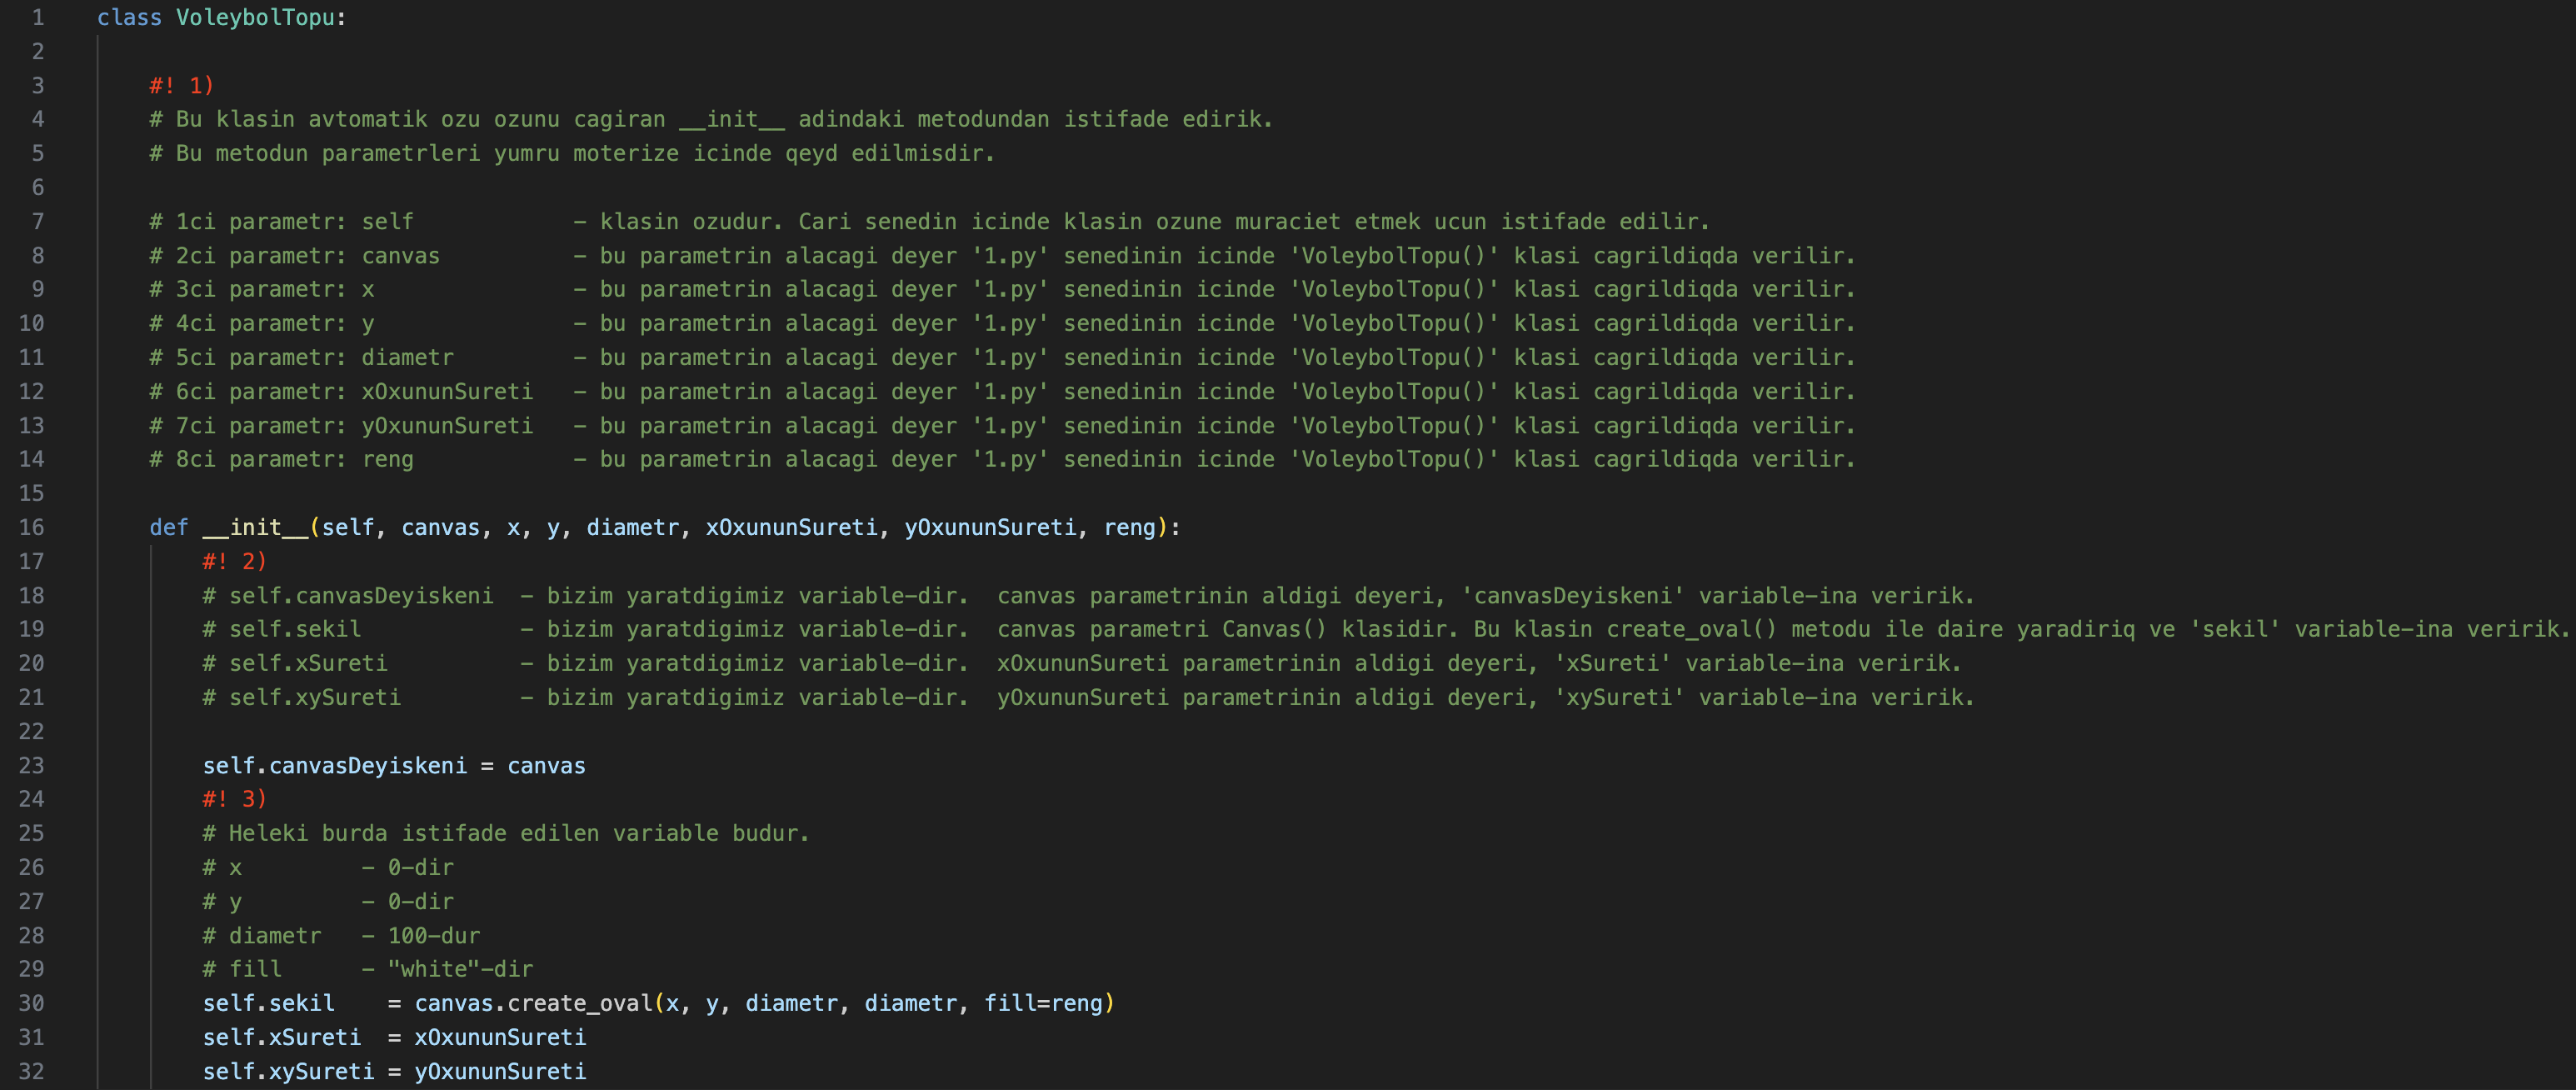 1 class VoleybolTopu:
2
3 #! 1)
4 # Bu klasin avtomatik ozu ozunu cagiran __init__ adindaki metodundan istifade edirik.
5 # Bu metodun parametrleri yumru moterize icinde qeyd edilmisdir.
6
7 # 1ci parametr: self - klasin ozudur. Cari senedin icinde klasin ozune muraciet etmek ucun istifade edilir.
8 # 2ci parametr: canvas - bu parametrin alacagi deyer '1.py' senedinin icinde 'VoleybolTopu()' klasi cagrildiqda verilir.
9 # 3ci parametr: x - bu parametrin alacagi deyer '1.py' senedinin icinde 'VoleybolTopu()' klasi cagrildiqda verilir.
10 # 4ci parametr: y - bu parametrin alacagi deyer '1.py' senedinin icinde 'VoleybolTopu()' klasi cagrildiqda verilir.
11 # 5ci parametr: diametr - bu parametrin alacagi deyer '1.py' senedinin icinde 'VoleybolTopu()' klasi cagrildiqda verilir.
12 # 6ci parametr: xOxununSureti - bu parametrin alacagi deyer '1.py' senedinin icinde 'VoleybolTopu()' klasi cagrildiqda verilir.
13 # 7ci parametr: yOxununSureti - bu parametrin alacagi deyer '1.py' senedinin icinde 'VoleybolTopu()' klasi cagrildiqda verilir.
14 # 8ci parametr: reng - bu parametrin alacagi deyer '1.py' senedinin icinde 'VoleybolTopu()' klasi cagrildiqda verilir.
15
16 def __init__(self, canvas, x, y, diametr, xOxununSureti, yOxununSureti, reng):
17 #! 2)
18 # self.canvasDeyiskeni - bizim yaratdigimiz variable-dir. canvas parametrinin aldigi deyeri, 'canvasDeyiskeni' variable-ina veririk.
19 # self.sekil - bizim yaratdigimiz variable-dir. canvas parametri Canvas() klasidir. Bu klasin create_oval() metodu ile daire yaradiriq ve 'sekil' variable-ina veririk.
20 # self.xSureti - bizim yaratdigimiz variable-dir. xOxununSureti parametrinin aldigi deyeri, 'xSureti' variable-ina veririk.
21 # self.xySureti - bizim yaratdigimiz variable-dir. yOxununSureti parametrinin aldigi deyeri, 'xySureti' variable-ina veririk.
22
23 self.canvasDeyiskeni = canvas
24 #! 3)
25 # Heleki burda istifade edilen variable budur.
26 # x - 0-dir
27 # y - 0-dir
28 # diametr - 100-dur
29 # fill - "white"-dir
30 self.sekil = canvas.create_oval(x, y, diametr, diametr, fill=reng)
31 self.xSureti = xOxununSureti
32 self.xySureti = yOxununSureti